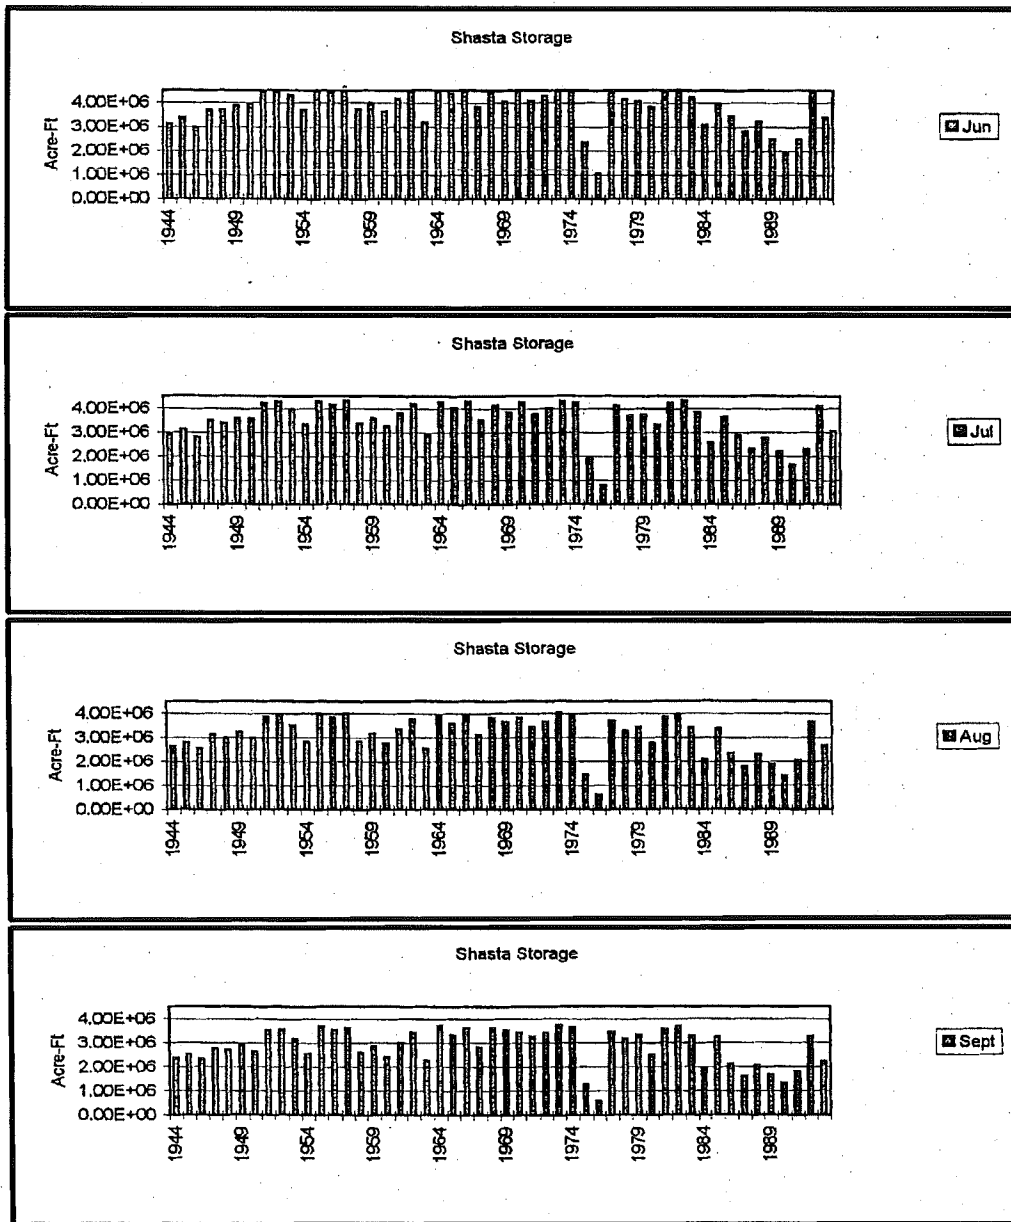 Shasta Storage
Acre-Ft
4.00E+06
3.00E+06
2.00E+06
1.00E+06
0.00E+00
1944
1949
1954
1959
1964
1969
1974
1979
1984
1989
Jun
Shasta Storage
Acre-Ft
4.00E+06
3.00E+06
2.00E+06
1.00E+06
0.00E+00
1944
1949
1954
1959
1964
1969
1974
1979
1984
1989
Jul
Shasta Storage
Acre-Ft
4.00E+06
3.00E+06
2.00E+06
1.00E+06
0.00E+00
1944
1949
1954
1959
1964
1969
1974
1979
1984
1989
Aug
Shasta Storage
Acre-Ft
4.00E+06
3.00E+06
2.00E+06
1.00E+06
0.00E+00
1944
1949
1954
1959
1964
1969
1974
1979
1984
1989
Sept